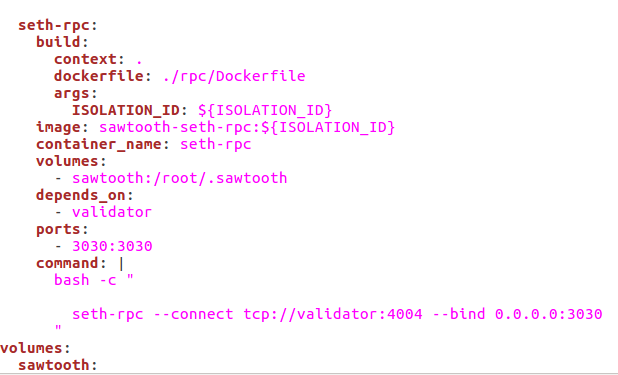 seth-rpc:
    build:
      context: .
      dockerfile: ./rpc/Dockerfile
      args:
        ISOLATION_ID: ${ISOLATION_ID}
    image: sawtooth-seth-rpc:${ISOLATION_ID}
    container_name: seth-rpc
    volumes:
      - sawtooth:/root/.sawtooth
    depends_on:
      - validator
    ports:
      - 3030:3030
    command: |
      bash -c "
        seth-rpc --connect tcp://validator:4004 --bind 0.0.0.0:3030
      "
volumes:
  sawtooth: